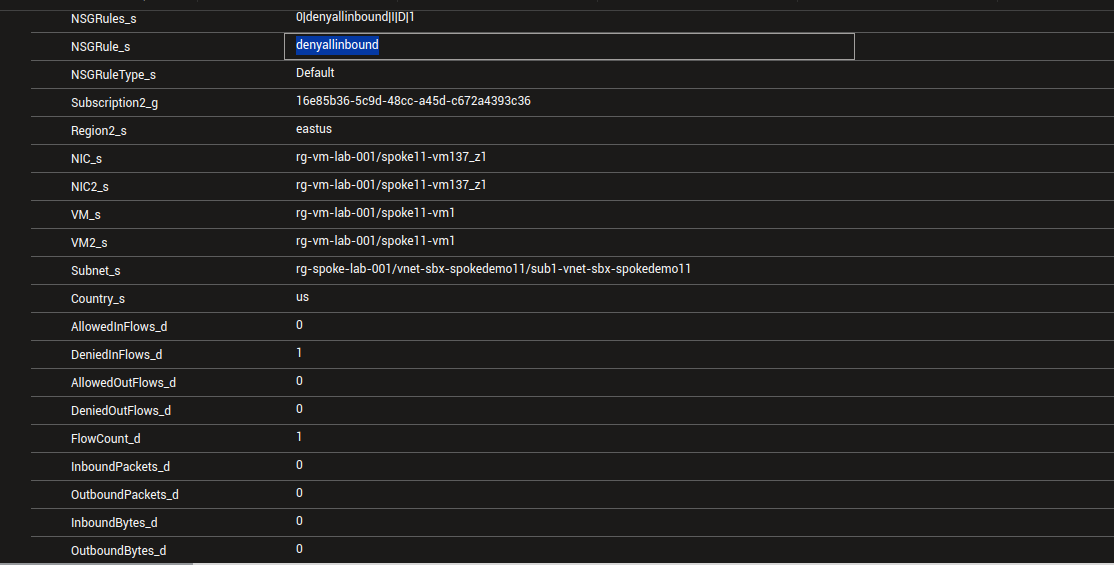 NSGRules_s 0|denyallinbound|I|D|1
NSGRule_s denyallinbound
NSGRuleType_s Default
Subscription2_g 16e85b36-5c9d-48cc-a45d-c672a4393c36
Region2_s eastus
NIC_s rg-vm-lab-001/spoke11-vm137_z1
NIC2_s rg-vm-lab-001/spoke11-vm137_z1
VM_s rg-vm-lab-001/spoke11-vm1
VM2_s rg-vm-lab-001/spoke11-vm1
Subnet_s rg-spoke-lab-001/vnet-sbx-spokedemo11/sub1-vnet-sbx-spokedemo11
Country_s us
AllowedInFlows_d 0
DeniedInFlows_d 1
AllowedOutFlows_d 0
DeniedOutFlows_d 0
FlowCount_d 1
InboundPackets_d 0
OutboundPackets_d 0
InboundBytes_d 0
OutboundBytes_d 0